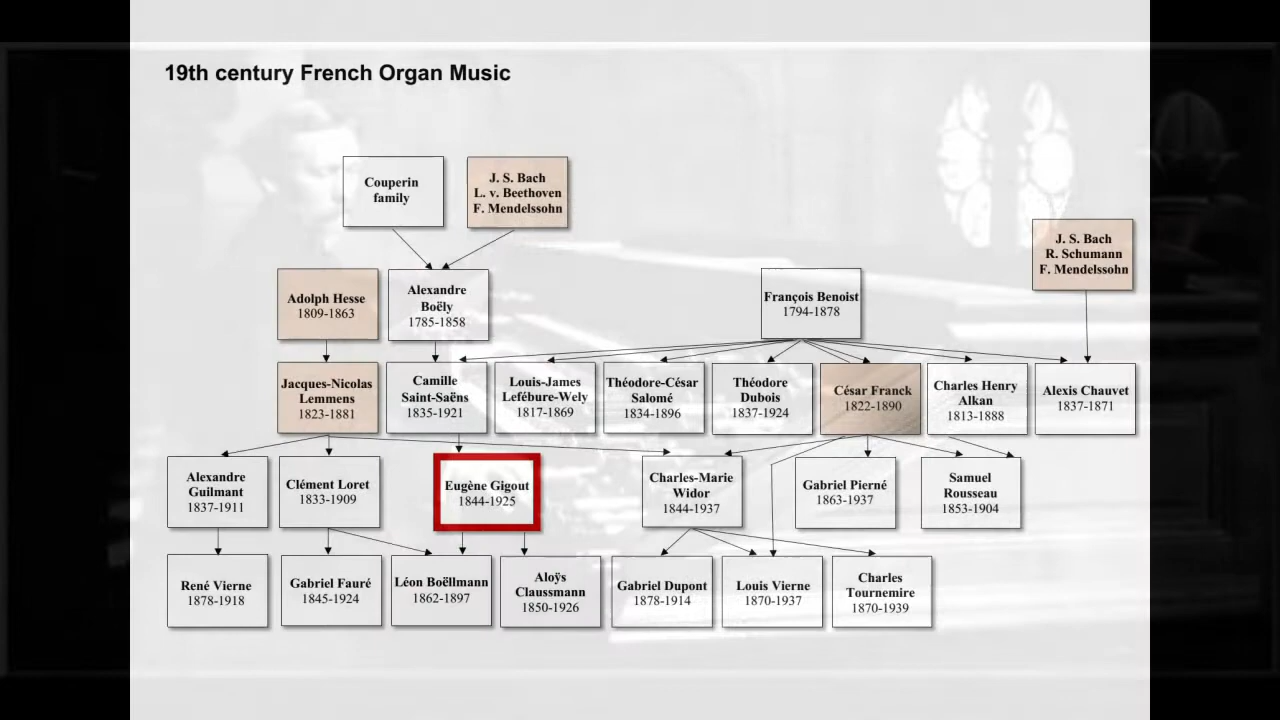 19th century French Organ Music
Couperin
family
J. S. Bach
L. v. Beethoven
F. Mendelssohn
J. S. Bach
R. Schumann
F. Mendelssohn
Adolph Hesse
1809-1863
Alexandre
Boëly
1785-1858
François Benoist
1794-1878
Jacques-Nicolas
Lemmens
1823-1881
Camille
Saint-Saëns
1835-1921
Louis-James
Lefébure-Wely
1817-1869
Théodore-César
Salomé
1834-1896
Théodore
Dubois
1837-1924
César Franck
1822-1890
Charles Henry
Alkan
1813-1888
Alexis Chauvet
1837-1871
Alexandre
Guilmant
1837-1911
Clément Loret
1833-1909
Eugène Gigout
1844-1925
Charles-Marie
Widor
1844-1937
Gabriel Pierné
1863-1937
Samuel
Rousseau
1853-1904
René Vierne
1878-1918
Gabriel Fauré
1845-1924
Léon Boëllmann
1862-1897
Aloÿs
Claussmann
1850-1926
Gabriel Dupont
1878-1914
Louis Vierne
1870-1937
Charles
Tournemire
1870-1939